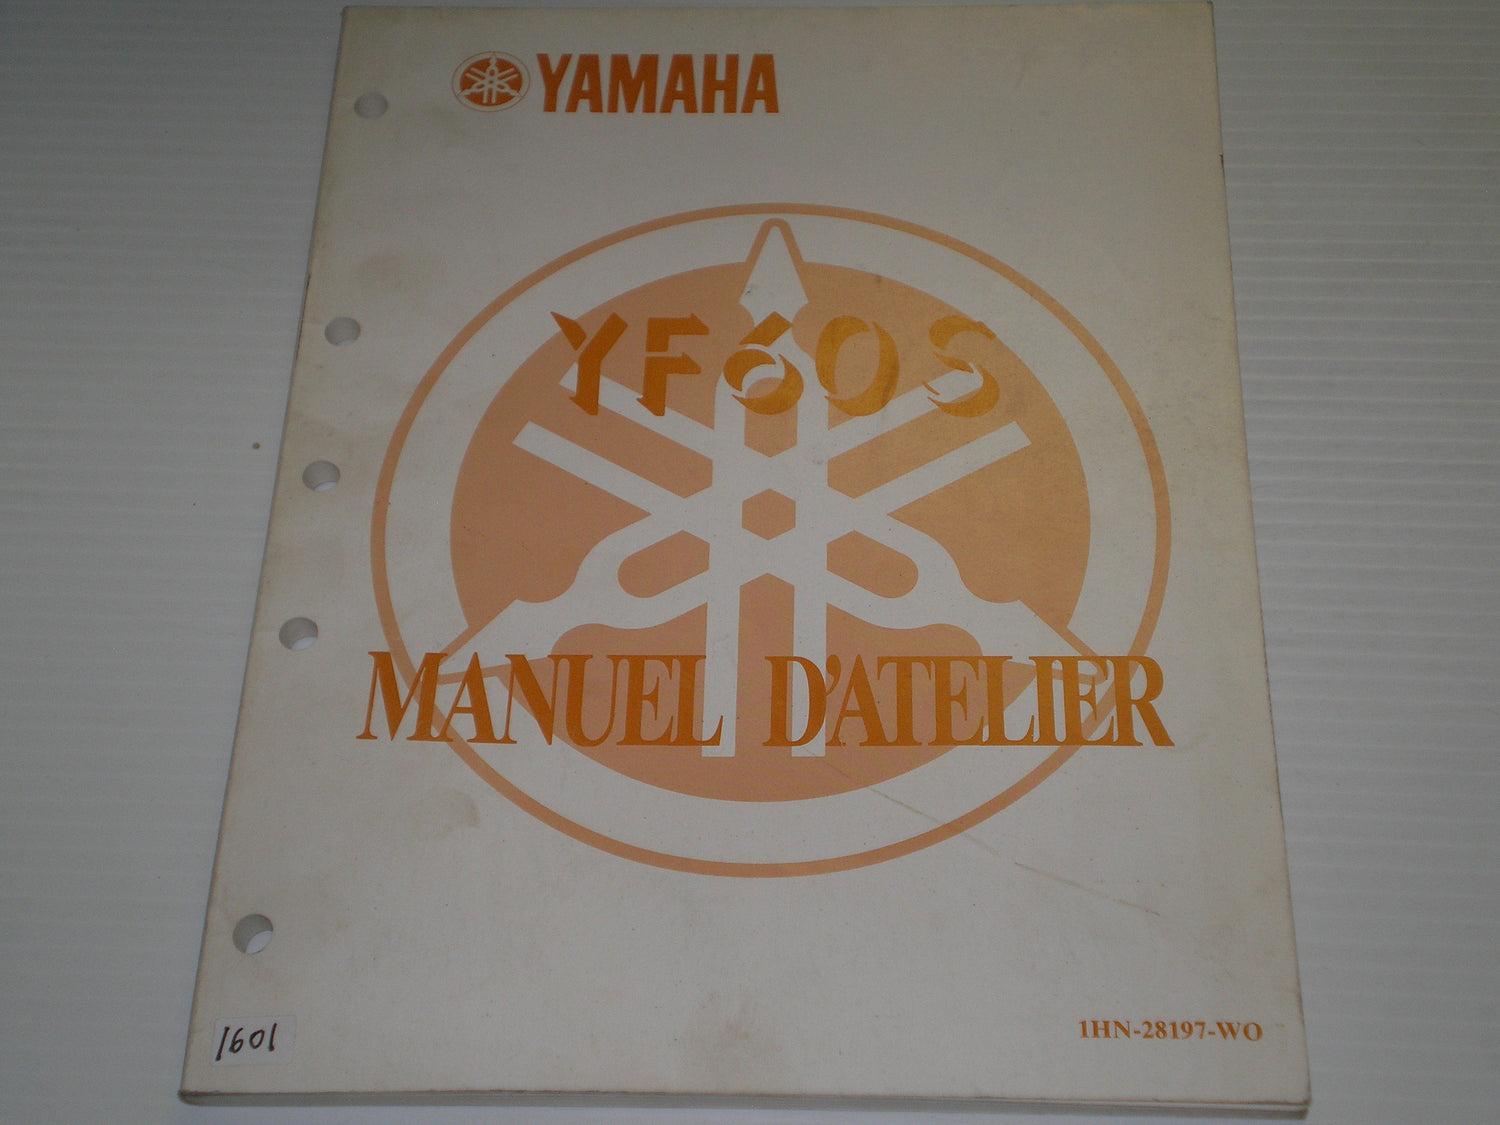 YAMAHA
YF60S
MANUEL D'ATELIER
1HN-28197-WO
1601